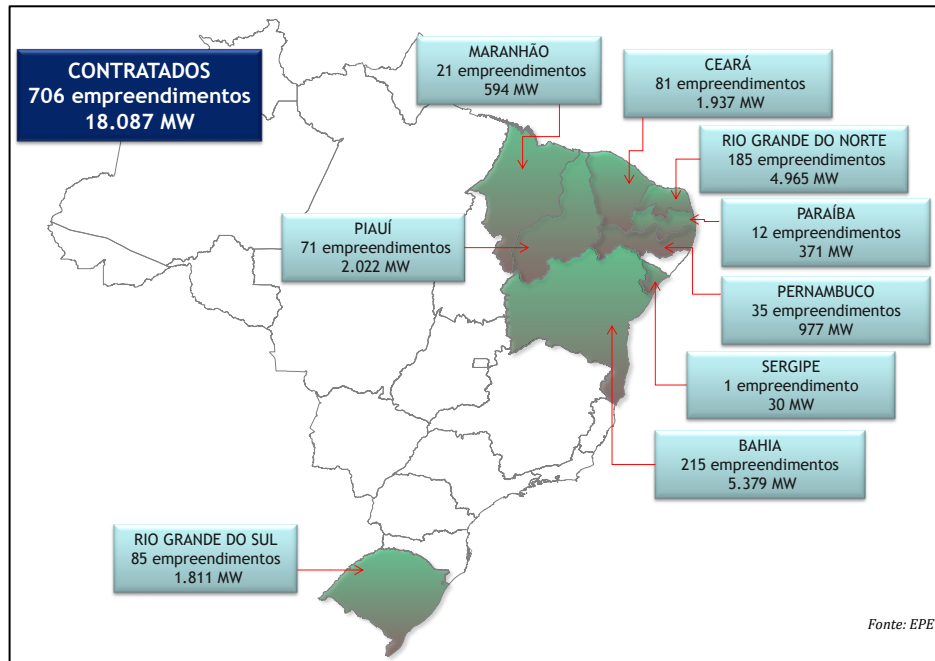 CONTRATADOS
706 empreendimentos
18.087 MW
MARANHÃO
21 empreendimentos
594 MW
CEARÁ
81 empreendimentos
1.937 MW
RIO GRANDE DO NORTE
185 empreendimentos
4.965 MW
PARAÍBA
12 empreendimentos
371 MW
PIAUÍ
71 empreendimentos
2.022 MW
PERNAMBUCO
35 empreendimentos
977 MW
SERGIPE
1 empreendimento
30 MW
BAHIA
215 empreendimentos
5.379 MW
RIO GRANDE DO SUL
85 empreendimentos
1.811 MW
Fonte: EPE